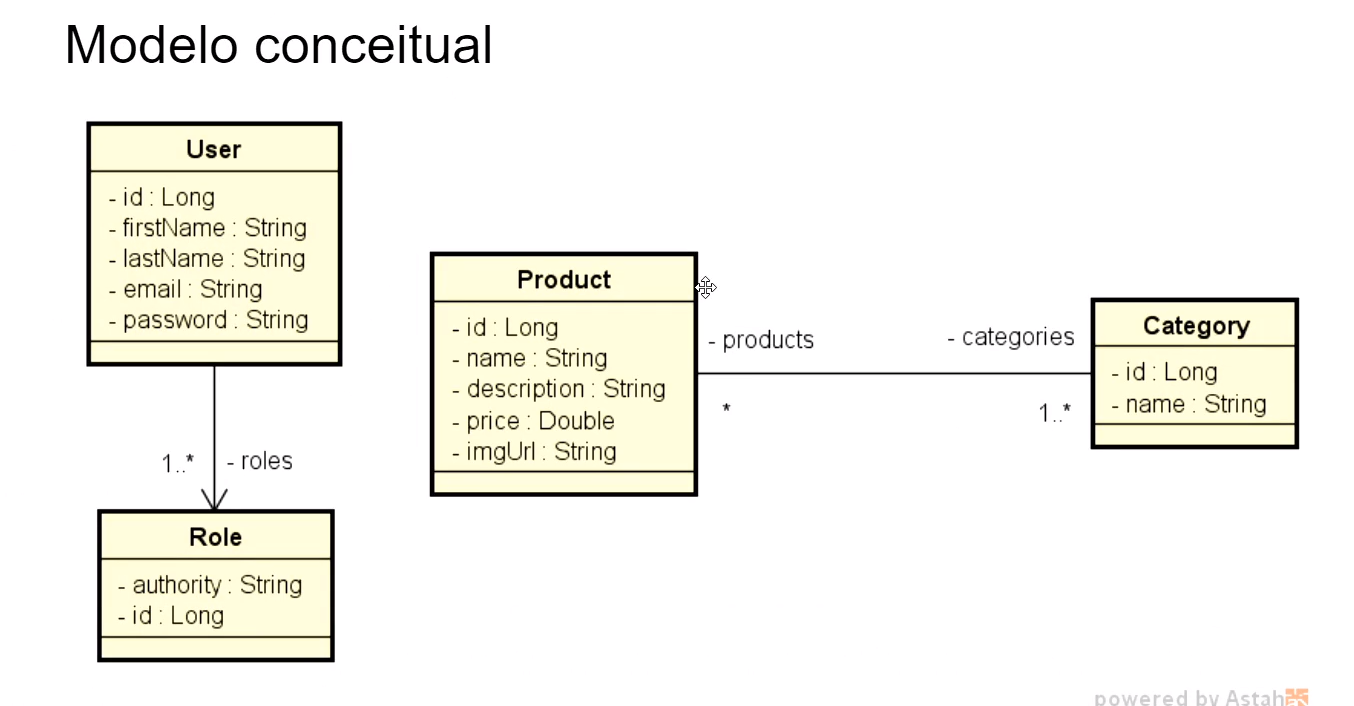 Modelo conceitual
User
- id : Long
- firstName : String
- lastName : String
- email : String
- password : String
1..* - roles
Role
- authority : String
- id : Long
Product
- id : Long
- name : String
- description : String
- price : Double
- imgUrl : String
- products
*
- categories
1..*
Category
- id : Long
- name : String
powered by Astah